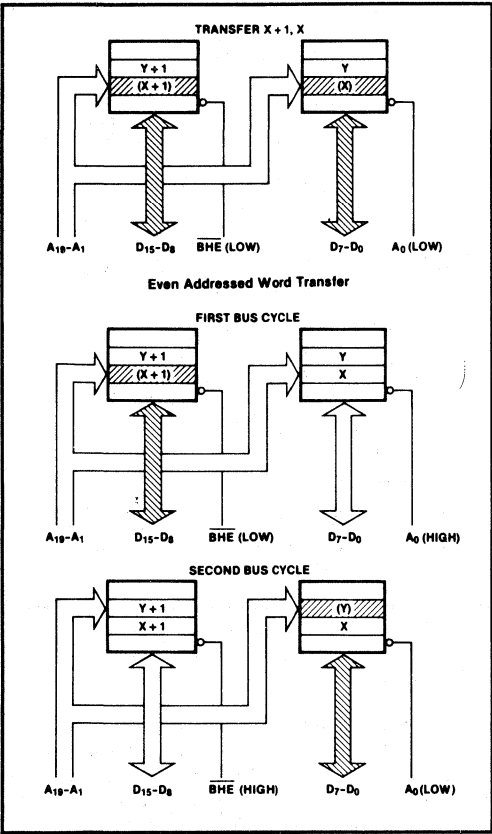 TRANSFER X + 1, X
Y + 1
(X + 1)
Y
(X)
A19-A1
D15-D8
BHE (LOW)
D7-D0
A0 (LOW)
Even Addressed Word Transfer
FIRST BUS CYCLE
Y + 1
(X + 1)
Y
X
A19-A1
D15-D8
BHE (LOW)
D7-D0
A0 (HIGH)
SECOND BUS CYCLE
Y + 1
X + 1
(Y)
X
A19-A1
D15-D8
BHE (HIGH)
D7-D0
A0 (LOW)